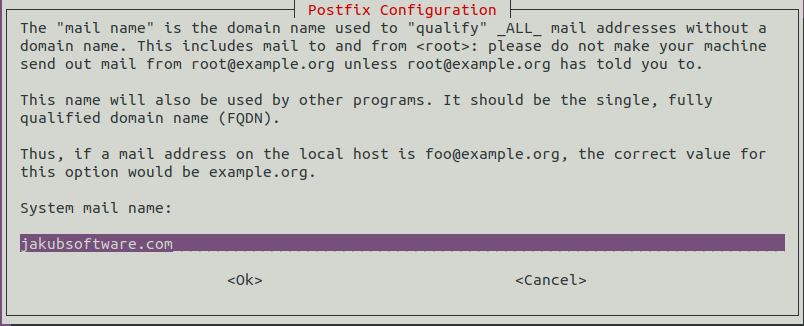 Postfix Configuration
The "mail name" is the domain name used to "qualify" _ALL_ mail addresses without a
domain name. This includes mail to and from <root>: please do not make your machine
send out mail from root@example.org unless root@example.org has told you to.
This name will also be used by other programs. It should be the single, fully
qualified domain name (FQDN).
Thus, if a mail address on the local host is foo@example.org, the correct value for
this option would be example.org.
System mail name:
jakubsoftware.com
<Ok> <Cancel>